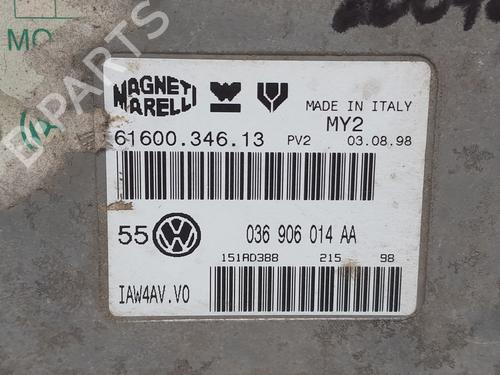 MAGNETI
MARELLI
MADE IN ITALY
MY2
61600.346.13 PV2 03.08.98
55 036 906 014 AA
151AD388 215 98
IAW4AV.V0
B-PARTS
MO